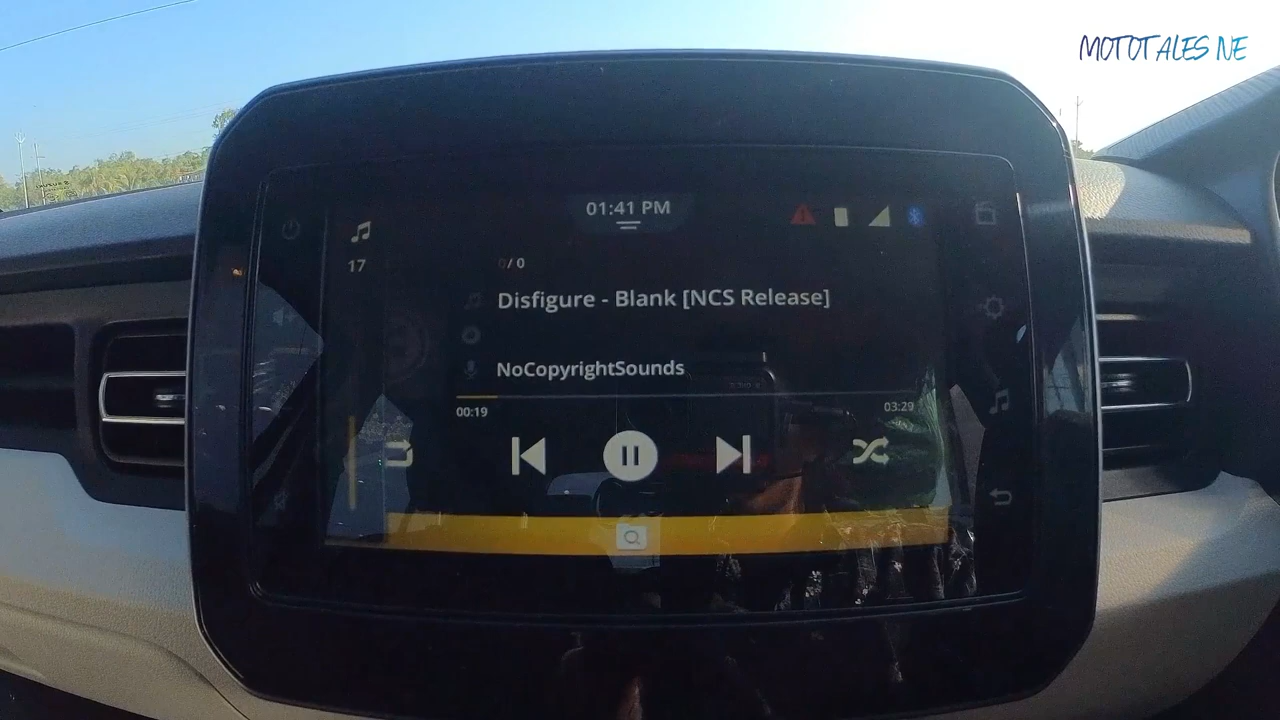 MOTOTALES NE
01:41 PM
17
0/ 0
Disfigure - Blank [NCS Release]
NoCopyrightSounds
00:19
03:29